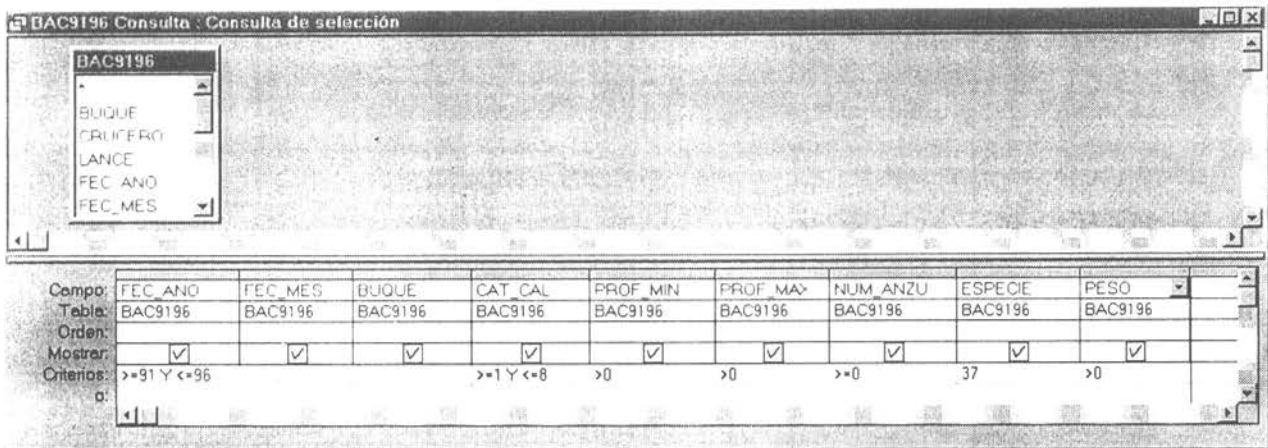 BAC9196 Consulta : Consulta de selección
BAC9196
*
BUQUE
CRUCERO
LANCE
FEC_ANO
FEC_MES
Campo: FEC_ANO FEC_MES BUQUE CAT_CAL PROF_MIN PROF_MAX NUM_ANZU ESPECIE PESO
Tabla: BAC9196 BAC9196 BAC9196 BAC9196 BAC9196 BAC9196 BAC9196 BAC9196 BAC9196
Orden:
Mostrar:
Criterios: >=91 Y <=96 >=1 Y <=8 >0 >0 >=0 37 >0
o: